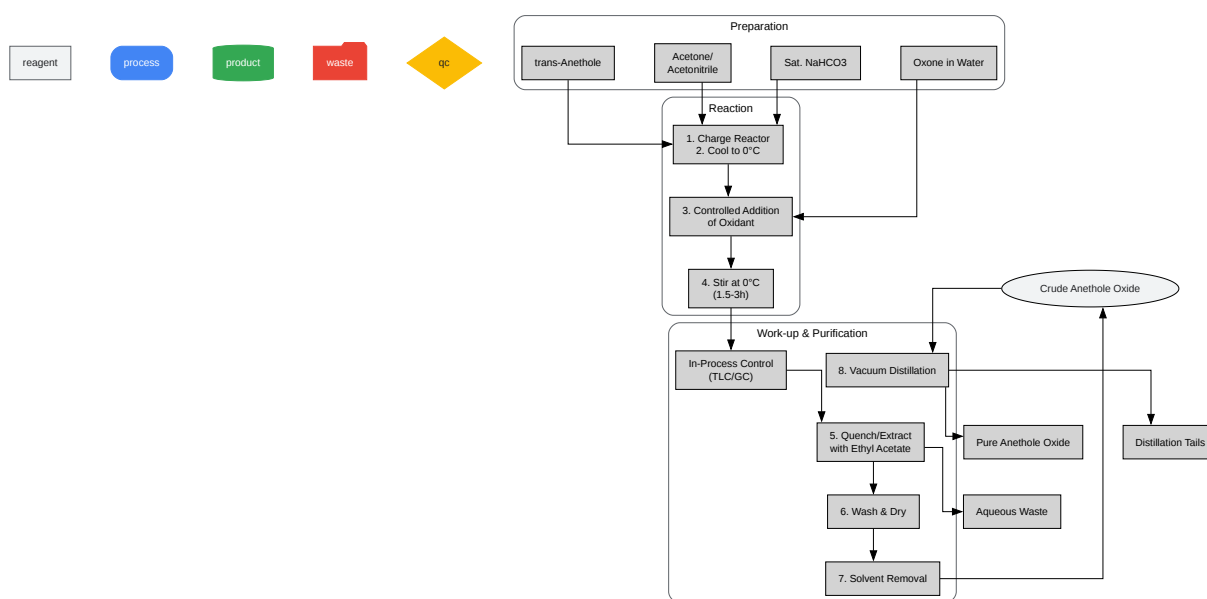 reagent
process
product
waste
qc
Preparation
trans-Anethole
Acetone/
Acetonitrile
Sat. NaHCO3
Oxone in Water
Reaction
1. Charge Reactor
2. Cool to 0°C
3. Controlled Addition
of Oxidant
4. Stir at 0°C
(1.5-3h)
Crude Anethole Oxide
Work-up & Purification
In-Process Control
(TLC/GC)
8. Vacuum Distillation
5. Quench/Extract
with Ethyl Acetate
Pure Anethole Oxide
Distillation Tails
6. Wash & Dry
Aqueous Waste
7. Solvent Removal